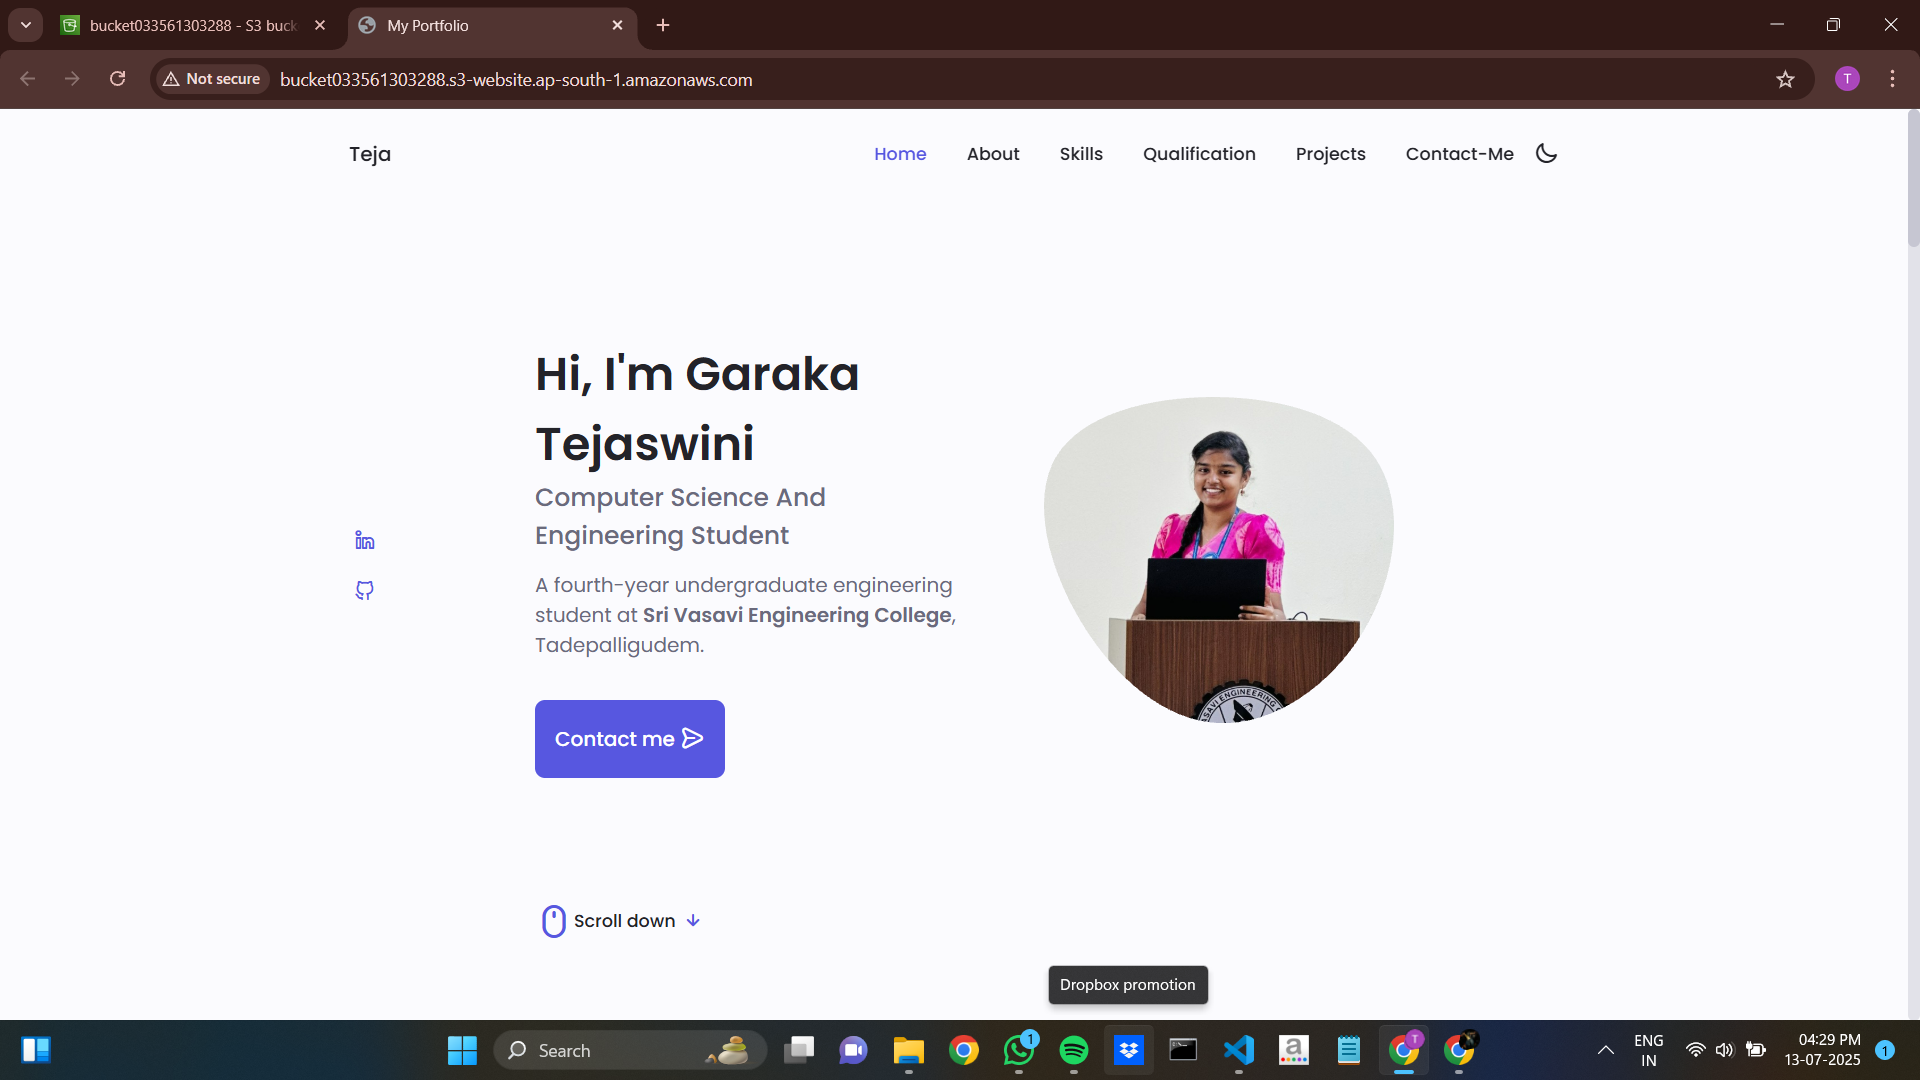 bucket033561303288 - S3 buck
My Portfolio
Not secure
bucket033561303288.s3-website.ap-south-1.amazonaws.com
T
Teja
Home
About
Skills
Qualification
Projects
Contact-Me
Hi, I'm Garaka
Tejaswini
Computer Science And
Engineering Student
A fourth-year undergraduate engineering
student at Sri Vasavi Engineering College,
Tadepalligudem.
Contact me
Scroll down
Dropbox promotion
Search
1
a
T
ENG
IN
04:29 PM
13-07-2025
1